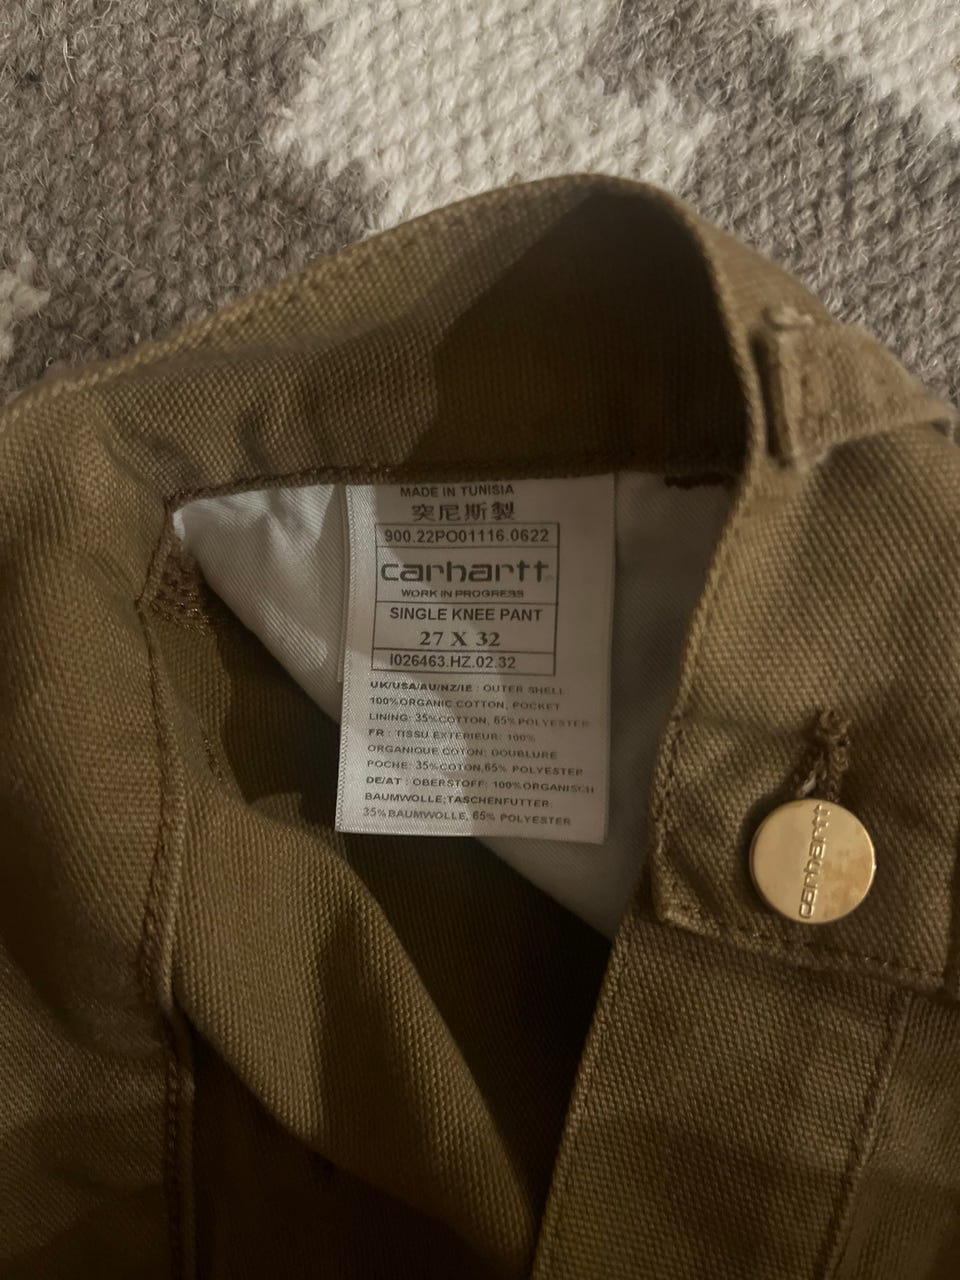 MADE IN TUNISIA
突尼斯製
900.22PO01116.0622
carhartt
WORK IN PROGRESS
SINGLE KNEE PANT
27 X 32
I026463.HZ.02.32
UK/USA/AU/NZ/IE : OUTER SHELL
100%ORGANIC COTTON, POCKET
LINING: 35%COTTON, 65% POLYESTER
FR : TISSU EXTERIEUR: 100%
ORGANIQUE COTON; DOUBLURE
POCHE: 35%COTON,65% POLYESTER
DE/AT : OBERSTOFF: 100%ORGANISCH
BAUMWOLLE;TASCHENFUTTER:
35%BAUMWOLLE, 65% POLYESTER
carhartt